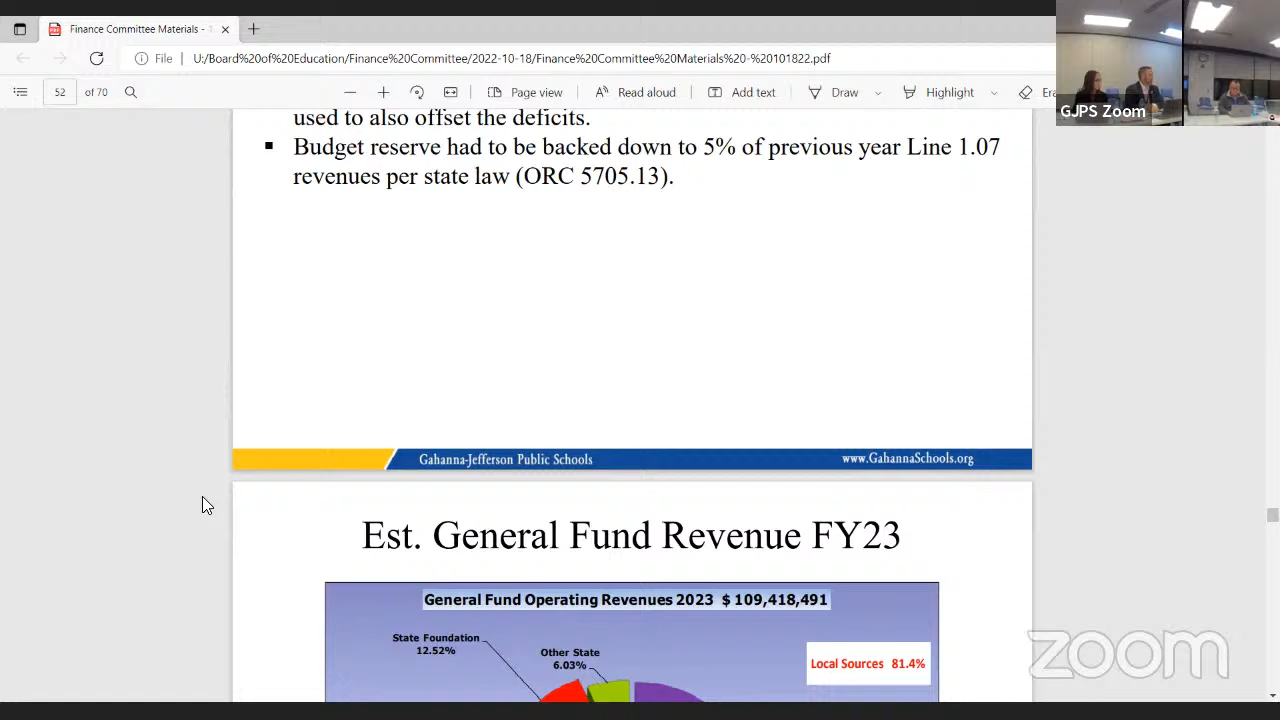 Finance Committee Materials - 1
File
U:/Board%20of%20Education/Finance%20Committee/2022-10-18/Finance%20Committee%20Materials%20-%20101822.pdf
52 of 70
Page view
Read aloud
Add text
Draw
Highlight
Era
GJPS Zoom
used to also offset the deficits.
▪ Budget reserve had to be backed down to 5% of previous year Line 1.07
revenues per state law (ORC 5705.13).
Gahanna-Jefferson Public Schools
www.GahannaSchools.org
Est. General Fund Revenue FY23
General Fund Operating Revenues 2023 $ 109,418,491
State Foundation
12.52%
Other State
6.03%
Local Sources 81.4%
zoom